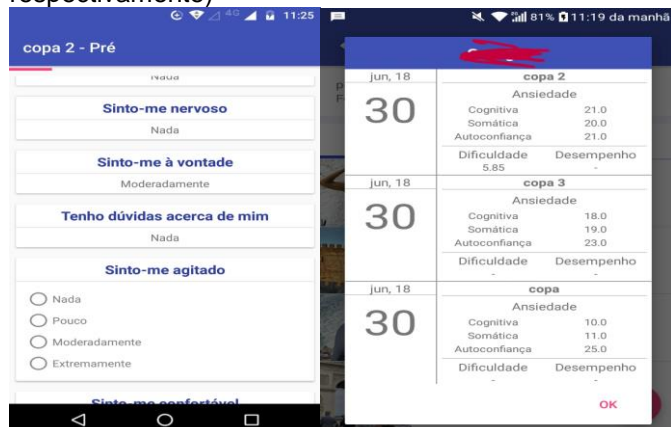 respectivamente)
4G 11:25
copa 2 - Pré
Nada
Sinto-me nervoso
Nada
Sinto-me à vontade
Moderadamente
Tenho dúvidas acerca de mim
Nada
Sinto-me agitado
Nada
Pouco
Moderadamente
Extremamente
Sinto-me confortável
81% 11:19 da manhã
jun, 18
30
copa 2
Ansiedade
Cognitiva 21.0
Somática 20.0
Autoconfiança 21.0
Dificuldade Desempenho
5.85 -
jun, 18
30
copa 3
Ansiedade
Cognitiva 18.0
Somática 19.0
Autoconfiança 23.0
Dificuldade Desempenho
- -
jun, 18
30
copa
Ansiedade
Cognitiva 10.0
Somática 11.0
Autoconfiança 25.0
Dificuldade Desempenho
- -
OK